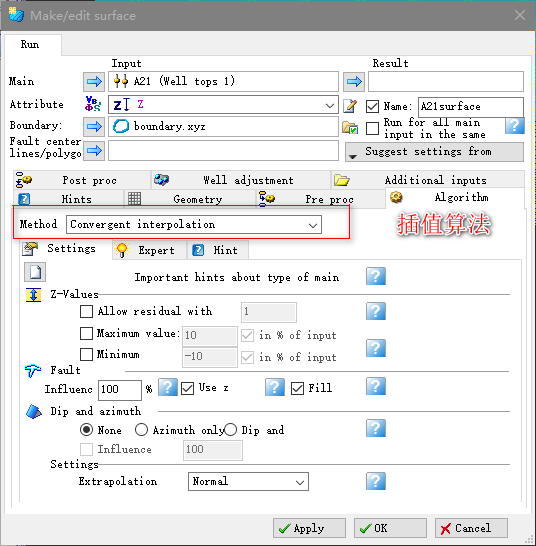 Make/edit surface
Run
Input Result
Main A21 (Well tops 1)
Attribute Z Name: A21surface
Boundary: boundary.xyz Run for all main input in the same
Fault center lines/polygo Suggest settings from
Post proc Well adjustment Additional inputs
Hints Geometry Pre proc Algorithm
Method Convergent interpolation
插值算法
Settings Expert Hint
Important hints about type of main
Z-Values
Allow residual with 1
Maximum value: 10 in % of input
Minimum -10 in % of input
Fault
Influenc 100 % Use z Fill
Dip and azimuth
None Azimuth only Dip and
Influence 100
Settings
Extrapolation Normal
Apply OK Cancel